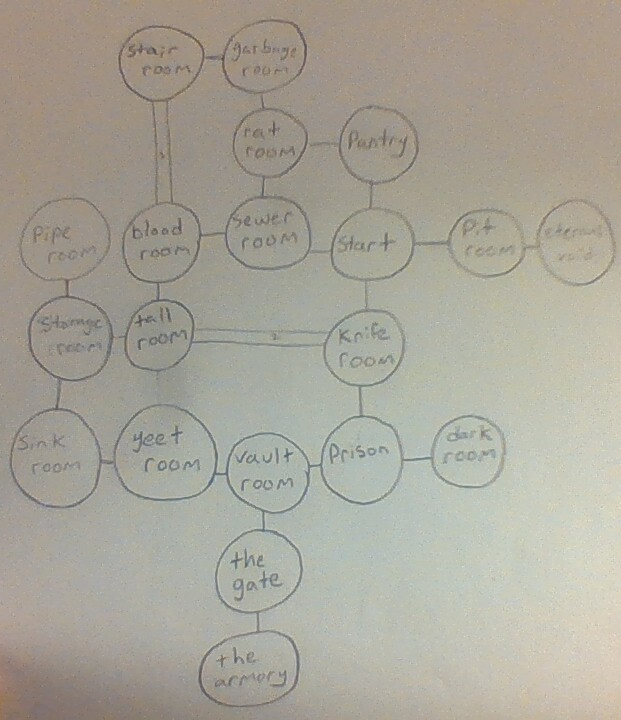 stair
room
garbage
room
rat
room
Pantry
pipe
room
blood
room
Sewer
room
Start
Pit
room
eternal
void
Storage
room
tall
room
2
Knife
room
Sink
room
yeet
room
vault
room
Prison
dark
room
the
gate
the
armory